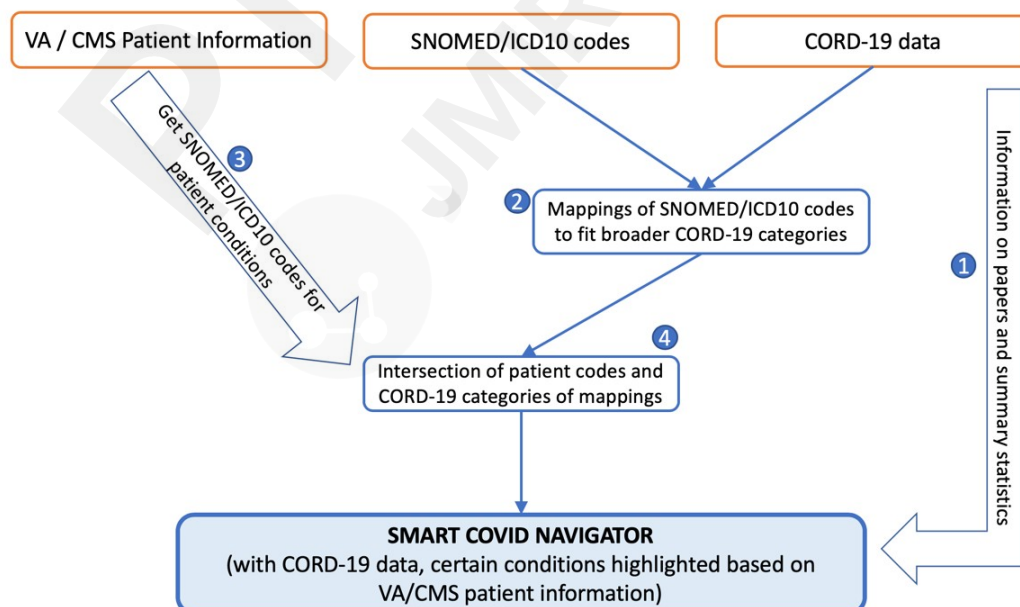 VA / CMS Patient Information
SNOMED/ICD10 codes
CORD-19 data
Get SNOMED/ICD10 codes for
patient conditions
3
2
Mappings of SNOMED/ICD10 codes
to fit broader CORD-19 categories
1
Information on papers and summary statistics
4
Intersection of patient codes and
CORD-19 categories of mappings
SMART COVID NAVIGATOR
(with CORD-19 data, certain conditions highlighted based on
VA/CMS patient information)
JMIR